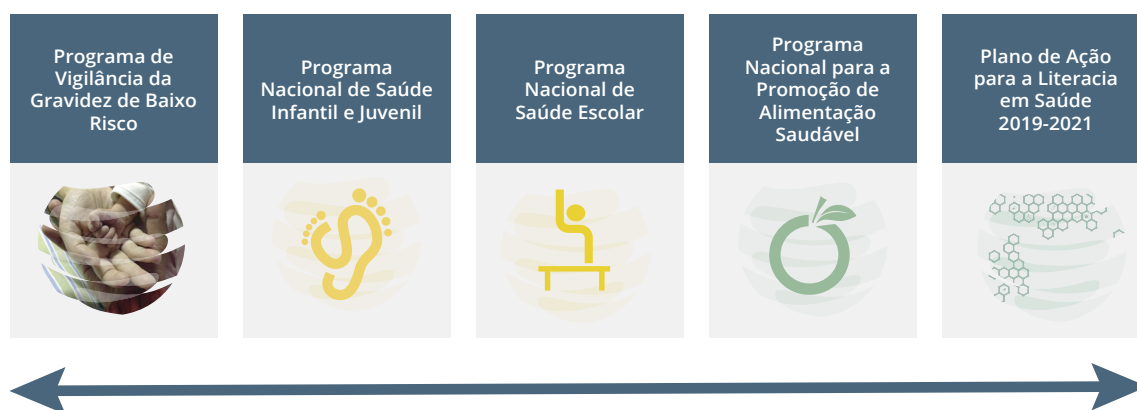 Programa de
Vigilância da
Gravidez de Baixo
Risco
Programa
Nacional de Saúde
Infantil e Juvenil
Programa
Nacional de
Saúde Escolar
Programa
Nacional para a
Promoção de
Alimentação
Saudável
Plano de Ação
para a Literacia
em Saúde
2019-2021